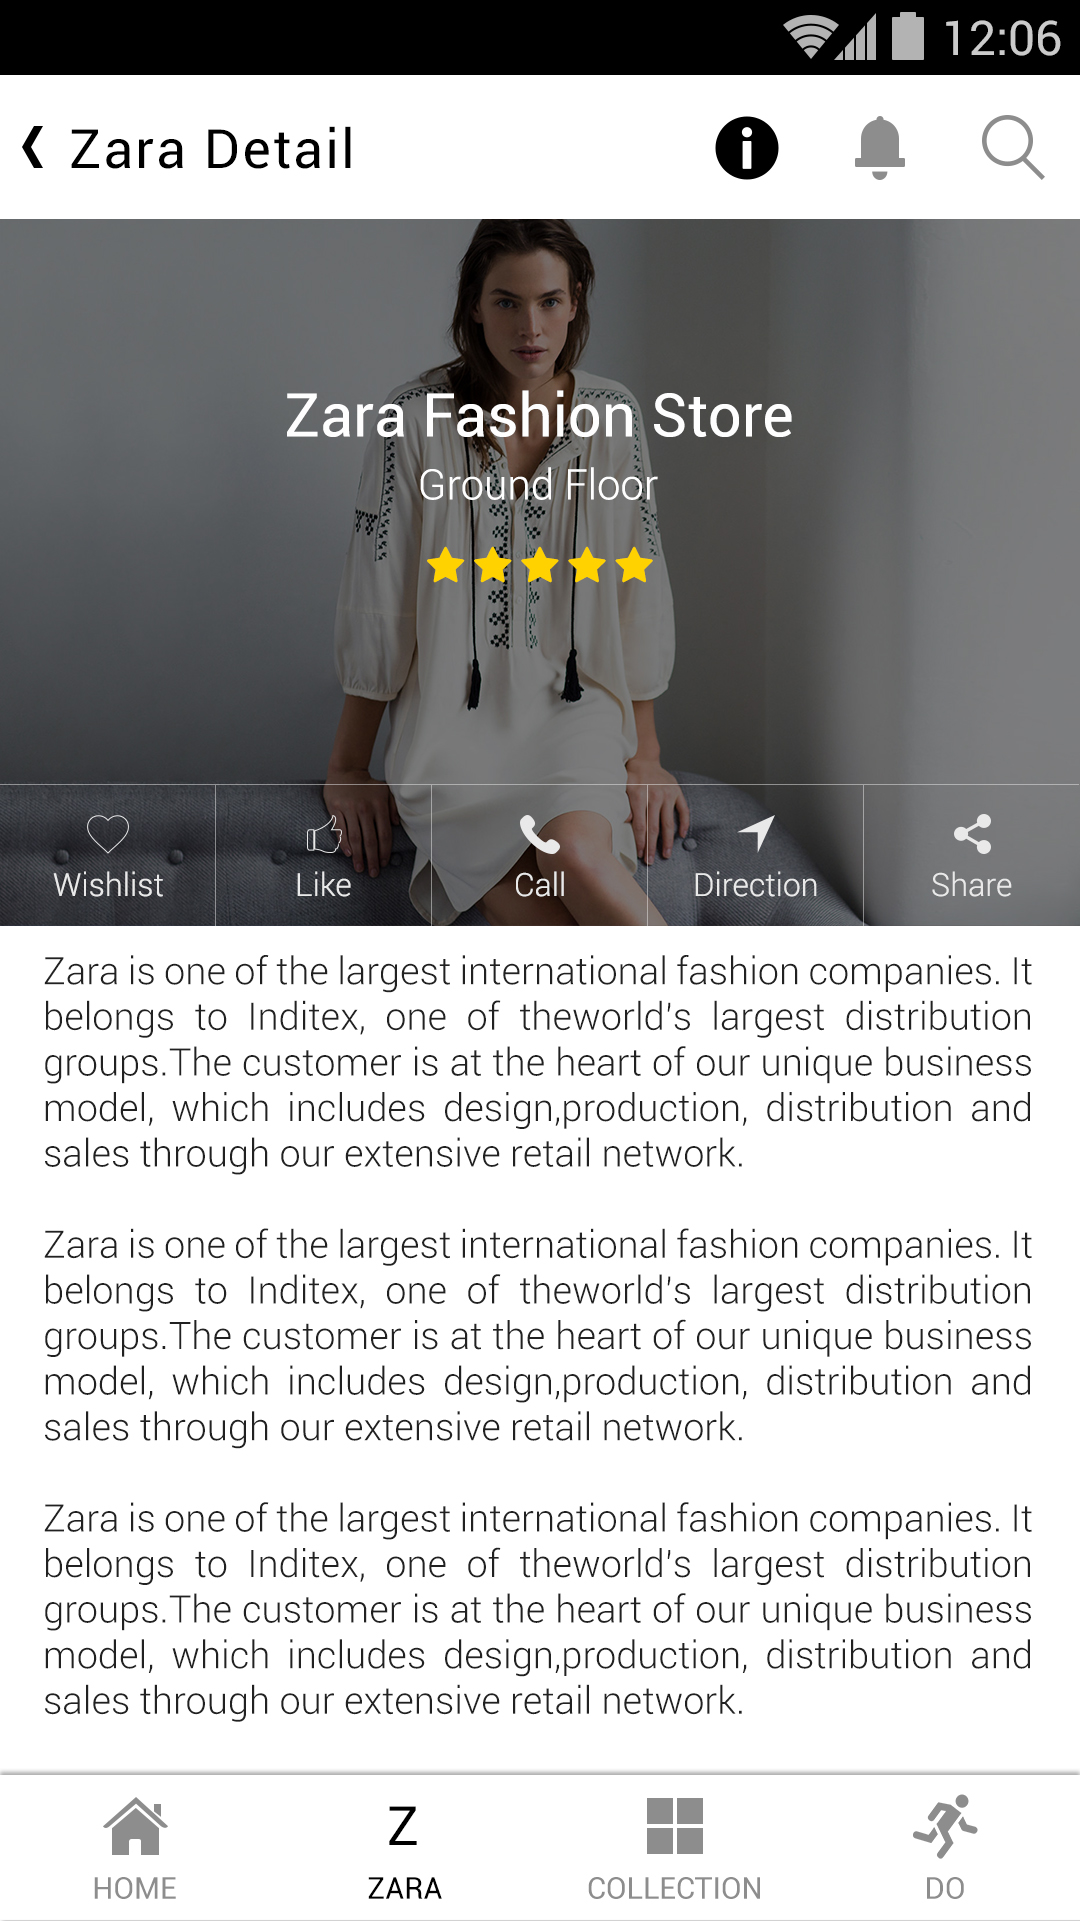 12:06
Zara Detail
Zara Fashion Store
Ground Floor
Wishlist
Like
Call
Direction
Share
Zara is one of the largest international fashion companies. It
belongs to Inditex, one of theworld's largest distribution
groups.The customer is at the heart of our unique business
model, which includes design,production, distribution and
sales through our extensive retail network.
Zara is one of the largest international fashion companies. It
belongs to Inditex, one of theworld's largest distribution
groups.The customer is at the heart of our unique business
model, which includes design,production, distribution and
sales through our extensive retail network.
Zara is one of the largest international fashion companies. It
belongs to Inditex, one of theworld's largest distribution
groups.The customer is at the heart of our unique business
model, which includes design,production, distribution and
sales through our extensive retail network.
Z
HOME
ZARA
COLLECTION
DO